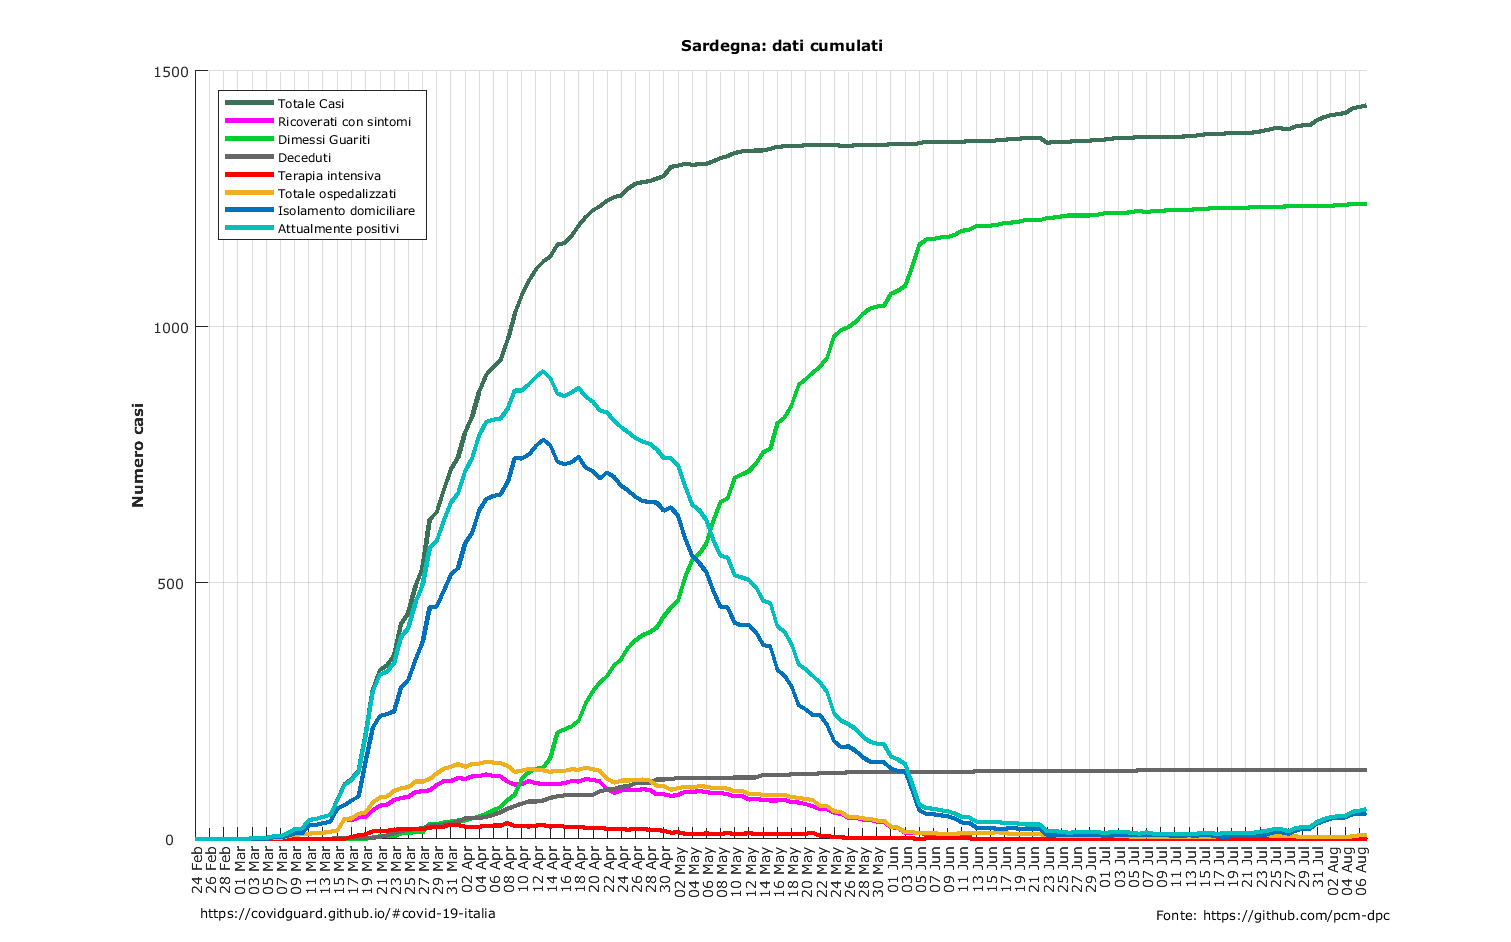 Sardegna: dati cumulati
1500
1000
500
0
Numero casi
Totale Casi
Ricoverati con sintomi
Dimessi Guariti
Deceduti
Terapia intensiva
Totale ospedalizzati
Isolamento domiciliare
Attualmente positivi
24 Feb
26 Feb
28 Feb
01 Mar
03 Mar
05 Mar
07 Mar
09 Mar
11 Mar
13 Mar
15 Mar
17 Mar
19 Mar
21 Mar
23 Mar
25 Mar
27 Mar
29 Mar
31 Mar
02 Apr
04 Apr
06 Apr
08 Apr
10 Apr
12 Apr
14 Apr
16 Apr
18 Apr
20 Apr
22 Apr
24 Apr
26 Apr
28 Apr
30 Apr
02 May
04 May
06 May
08 May
10 May
12 May
14 May
16 May
18 May
20 May
22 May
24 May
26 May
28 May
30 May
01 Jun
03 Jun
05 Jun
07 Jun
09 Jun
11 Jun
13 Jun
15 Jun
17 Jun
19 Jun
21 Jun
23 Jun
25 Jun
27 Jun
29 Jun
01 Jul
03 Jul
05 Jul
07 Jul
09 Jul
11 Jul
13 Jul
15 Jul
17 Jul
19 Jul
21 Jul
23 Jul
25 Jul
27 Jul
29 Jul
31 Jul
02 Aug
04 Aug
06 Aug
https://covidguard.github.io/#covid-19-italia
Fonte: https://github.com/pcm-dpc